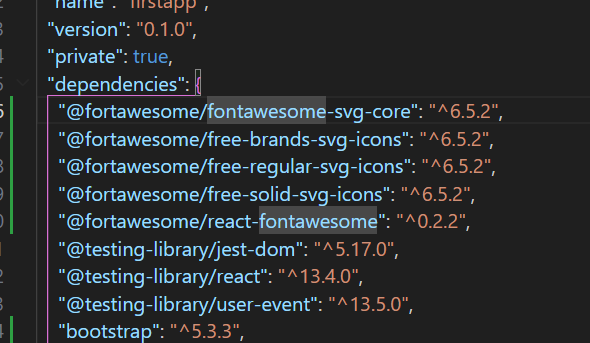 "name": "firstapp",
"version": "0.1.0",
"private": true,
"dependencies": {
"@fortawesome/fontawesome-svg-core": "^6.5.2",
"@fortawesome/free-brands-svg-icons": "^6.5.2",
"@fortawesome/free-regular-svg-icons": "^6.5.2",
"@fortawesome/free-solid-svg-icons": "^6.5.2",
"@fortawesome/react-fontawesome": "^0.2.2",
"@testing-library/jest-dom": "^5.17.0",
"@testing-library/react": "^13.4.0",
"@testing-library/user-event": "^13.5.0",
"bootstrap": "^5.3.3",